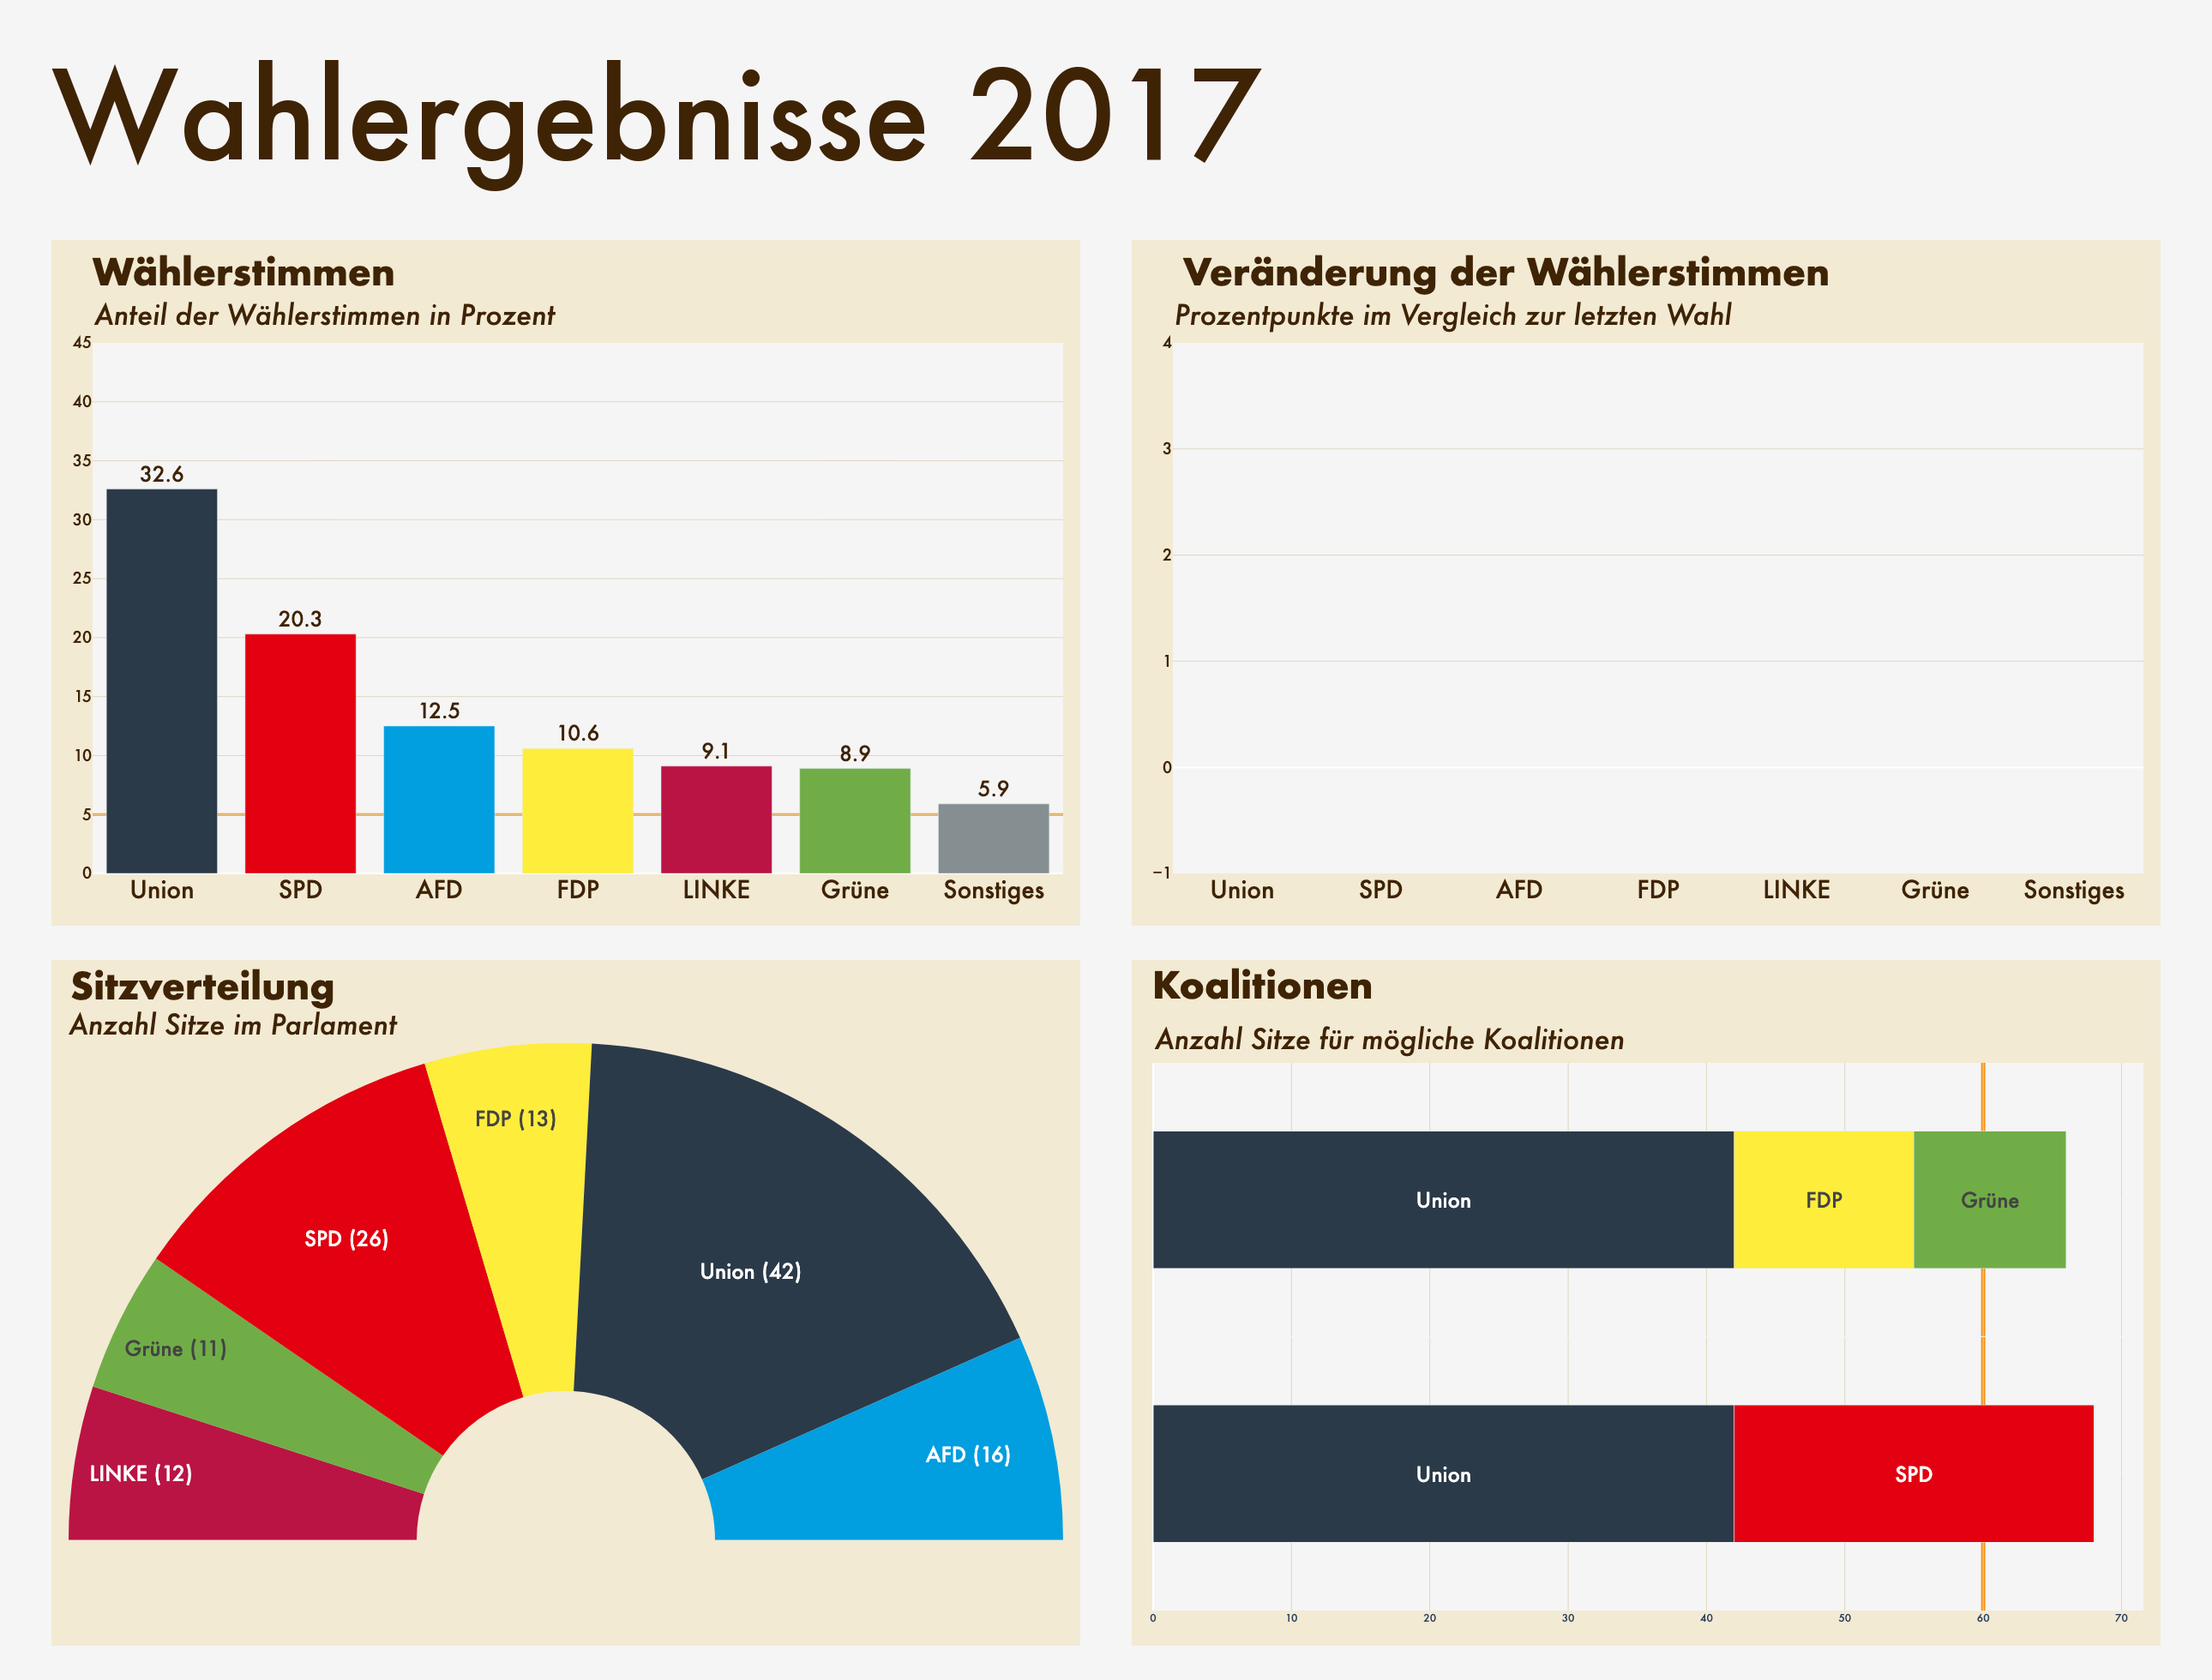 Wahlergebnisse 2017
Wählerstimmen
Anteil der Wählerstimmen in Prozent
45
40
35
30
25
20
15
10
5
0
32.6
20.3
12.5
10.6
9.1
8.9
5.9
Union SPD AFD FDP LINKE Grüne Sonstiges
Veränderung der Wählerstimmen
Prozentpunkte im Vergleich zur letzten Wahl
4
3
2
1
0
−1
Union SPD AFD FDP LINKE Grüne Sonstiges
Sitzverteilung
Anzahl Sitze im Parlament
FDP (13)
SPD (26)
Union (42)
Grüne (11)
AFD (16)
LINKE (12)
Koalitionen
Anzahl Sitze für mögliche Koalitionen
Union FDP Grüne
Union SPD
0 10 20 30 40 50 60 70